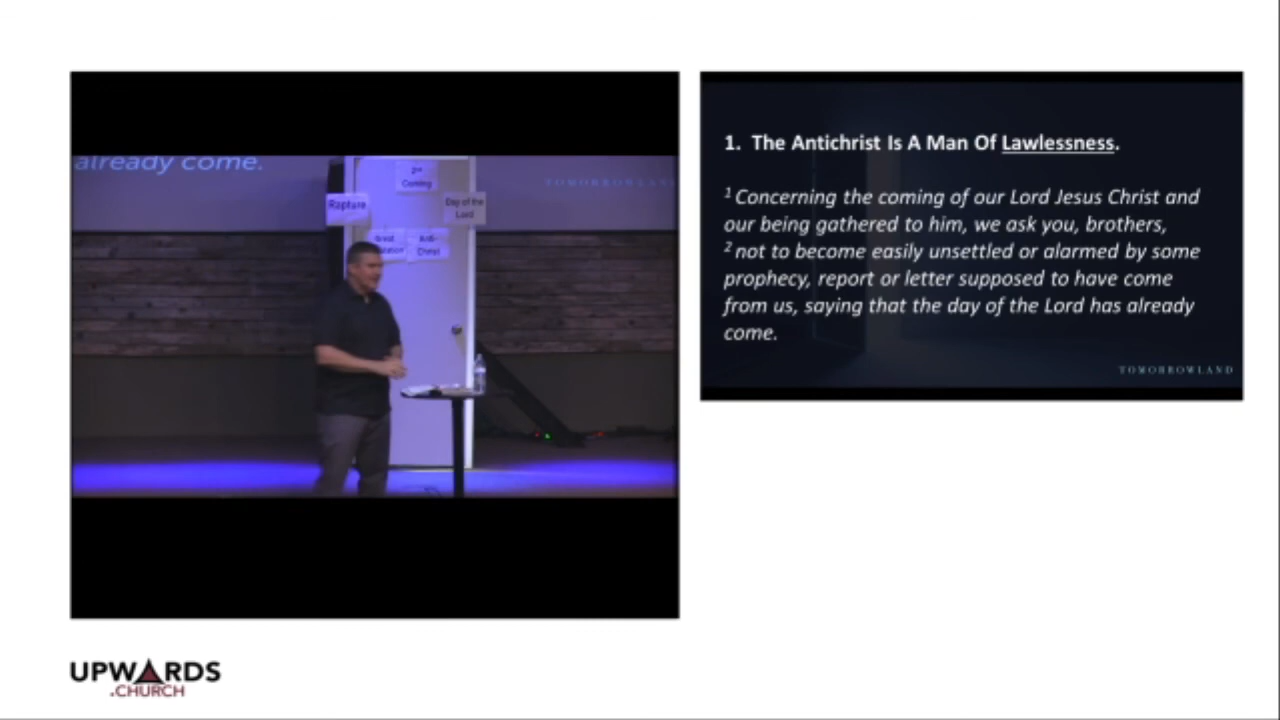 already come.
TOMORROWLAND
2nd
Coming
Rapture
Day of the
Lord
Great
Anti-
Christ
1. The Antichrist Is A Man Of Lawlessness.
1 Concerning the coming of our Lord Jesus Christ and
our being gathered to him, we ask you, brothers,
2 not to become easily unsettled or alarmed by some
prophecy, report or letter supposed to have come
from us, saying that the day of the Lord has already
come.
TOMORROWLAND
UPWARDS
.CHURCH